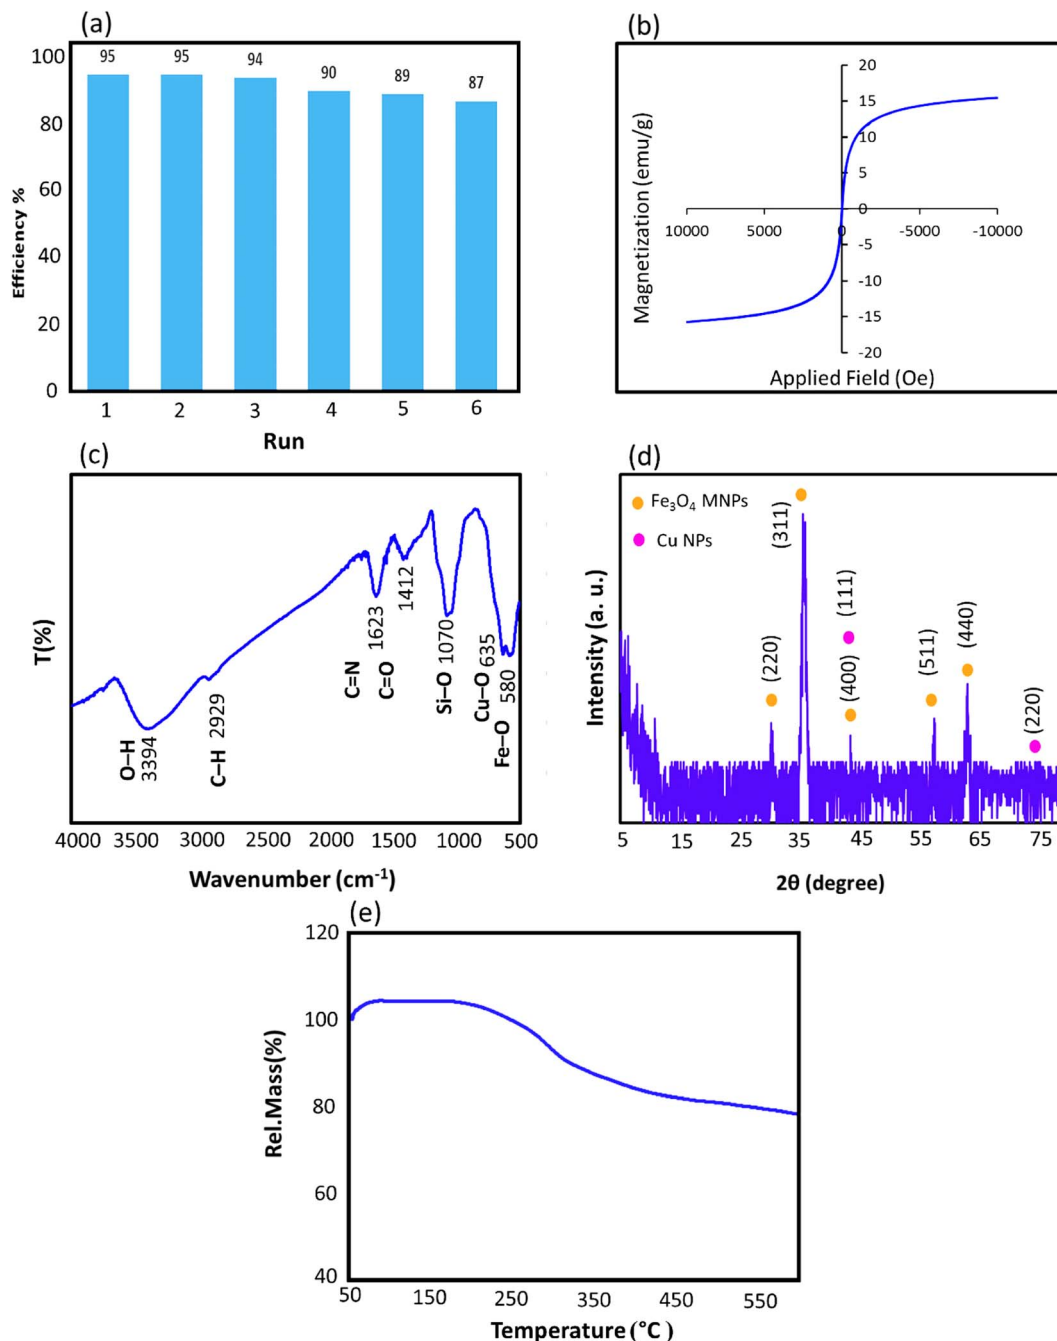 (a)
Efficiency %
100
80
60
40
20
0
95
95
94
90
89
87
1 2 3 4 5 6
Run
(b)
Magnetization (emu/g)
20
15
10
5
0
-5
-10
-15
-20
10000 5000 0 -5000 -10000
Applied Field (Oe)
(c)
T(%)
O–H
3394
C–H 2929
C=N
1623
C=O
1412
Si–O 1070
Cu–O 635
Fe–O 580
4000 3000 2000 1500 1000 500
Wavenumber (cm⁻¹)
(d)
Intensity (a. u.)
Fe₃O₄ MNPs
Cu NPs
(220)
(311)
(111)
(400)
(511)
(440)
(220)
5 15 25 35 45 57 65 75
2θ (degree)
(e)
Rel.Mass(%)
120
100
80
60
40
50 150 250 350 450 550
Temperature (°C)